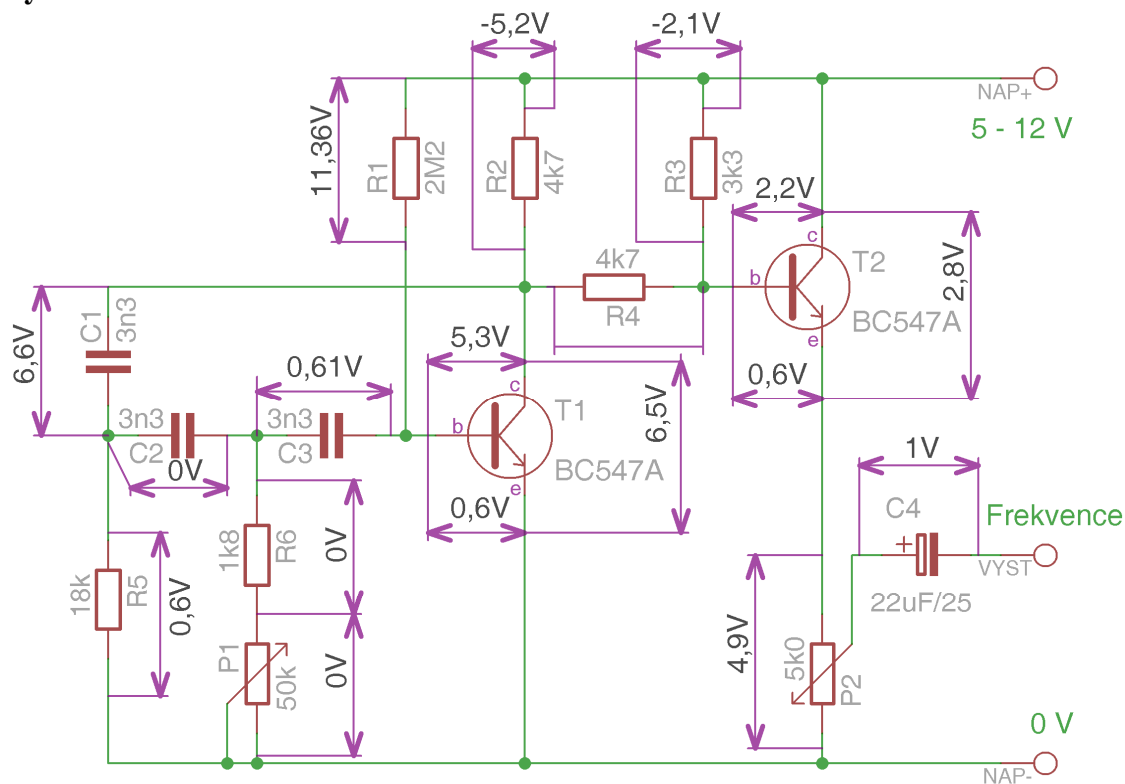 -5,2V
-2,1V
NAP+
5 - 12 V
11,36V
R1
2M2
R2
4k7
R3
3k3
2,2V
c
b
e
T2
BC547A
2,8V
0,6V
4k7
R4
6,6V
C1
3n3
0,61V
5,3V
3n3
C2
0V
3n3
C3
c
b
e
T1
BC547A
6,5V
0,6V
1V
C4
+
22uF/25
Frekvence
VYST
18k
R5
0,6V
1k8
R6
0V
P1
50k
0V
4,9V
5k0
P2
0 V
NAP-